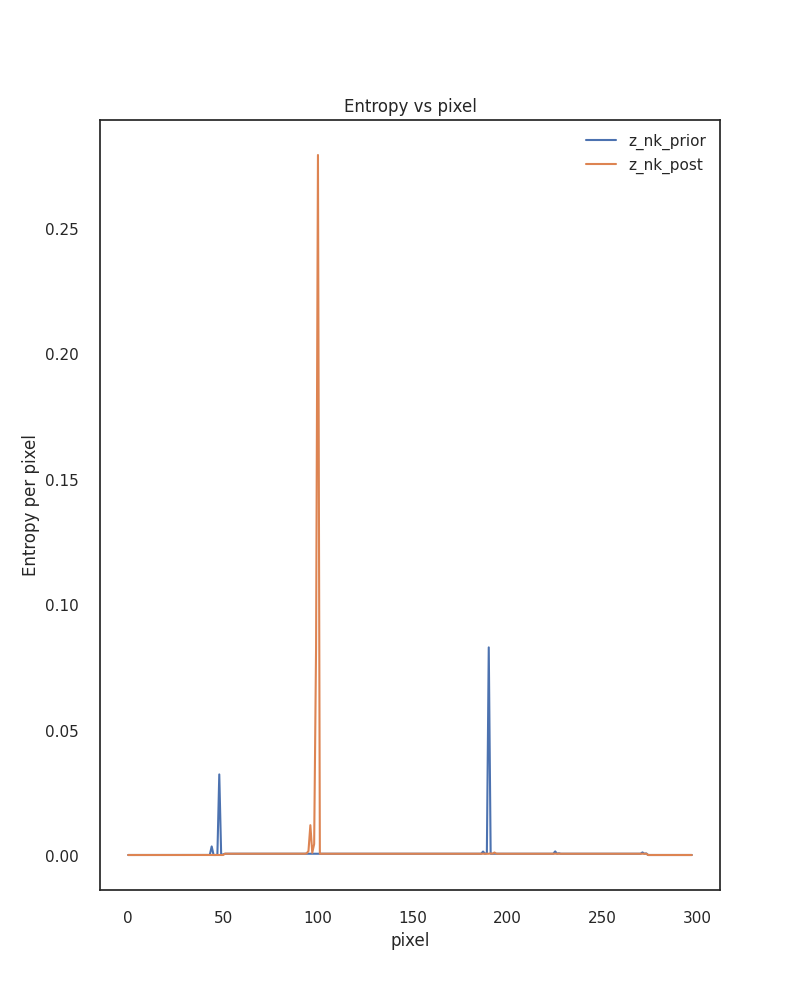 Entropy vs pixel
z_nk_prior
z_nk_post
Entropy per pixel
0.25
0.20
0.15
0.10
0.05
0.00
0 50 100 150 200 250 300
pixel